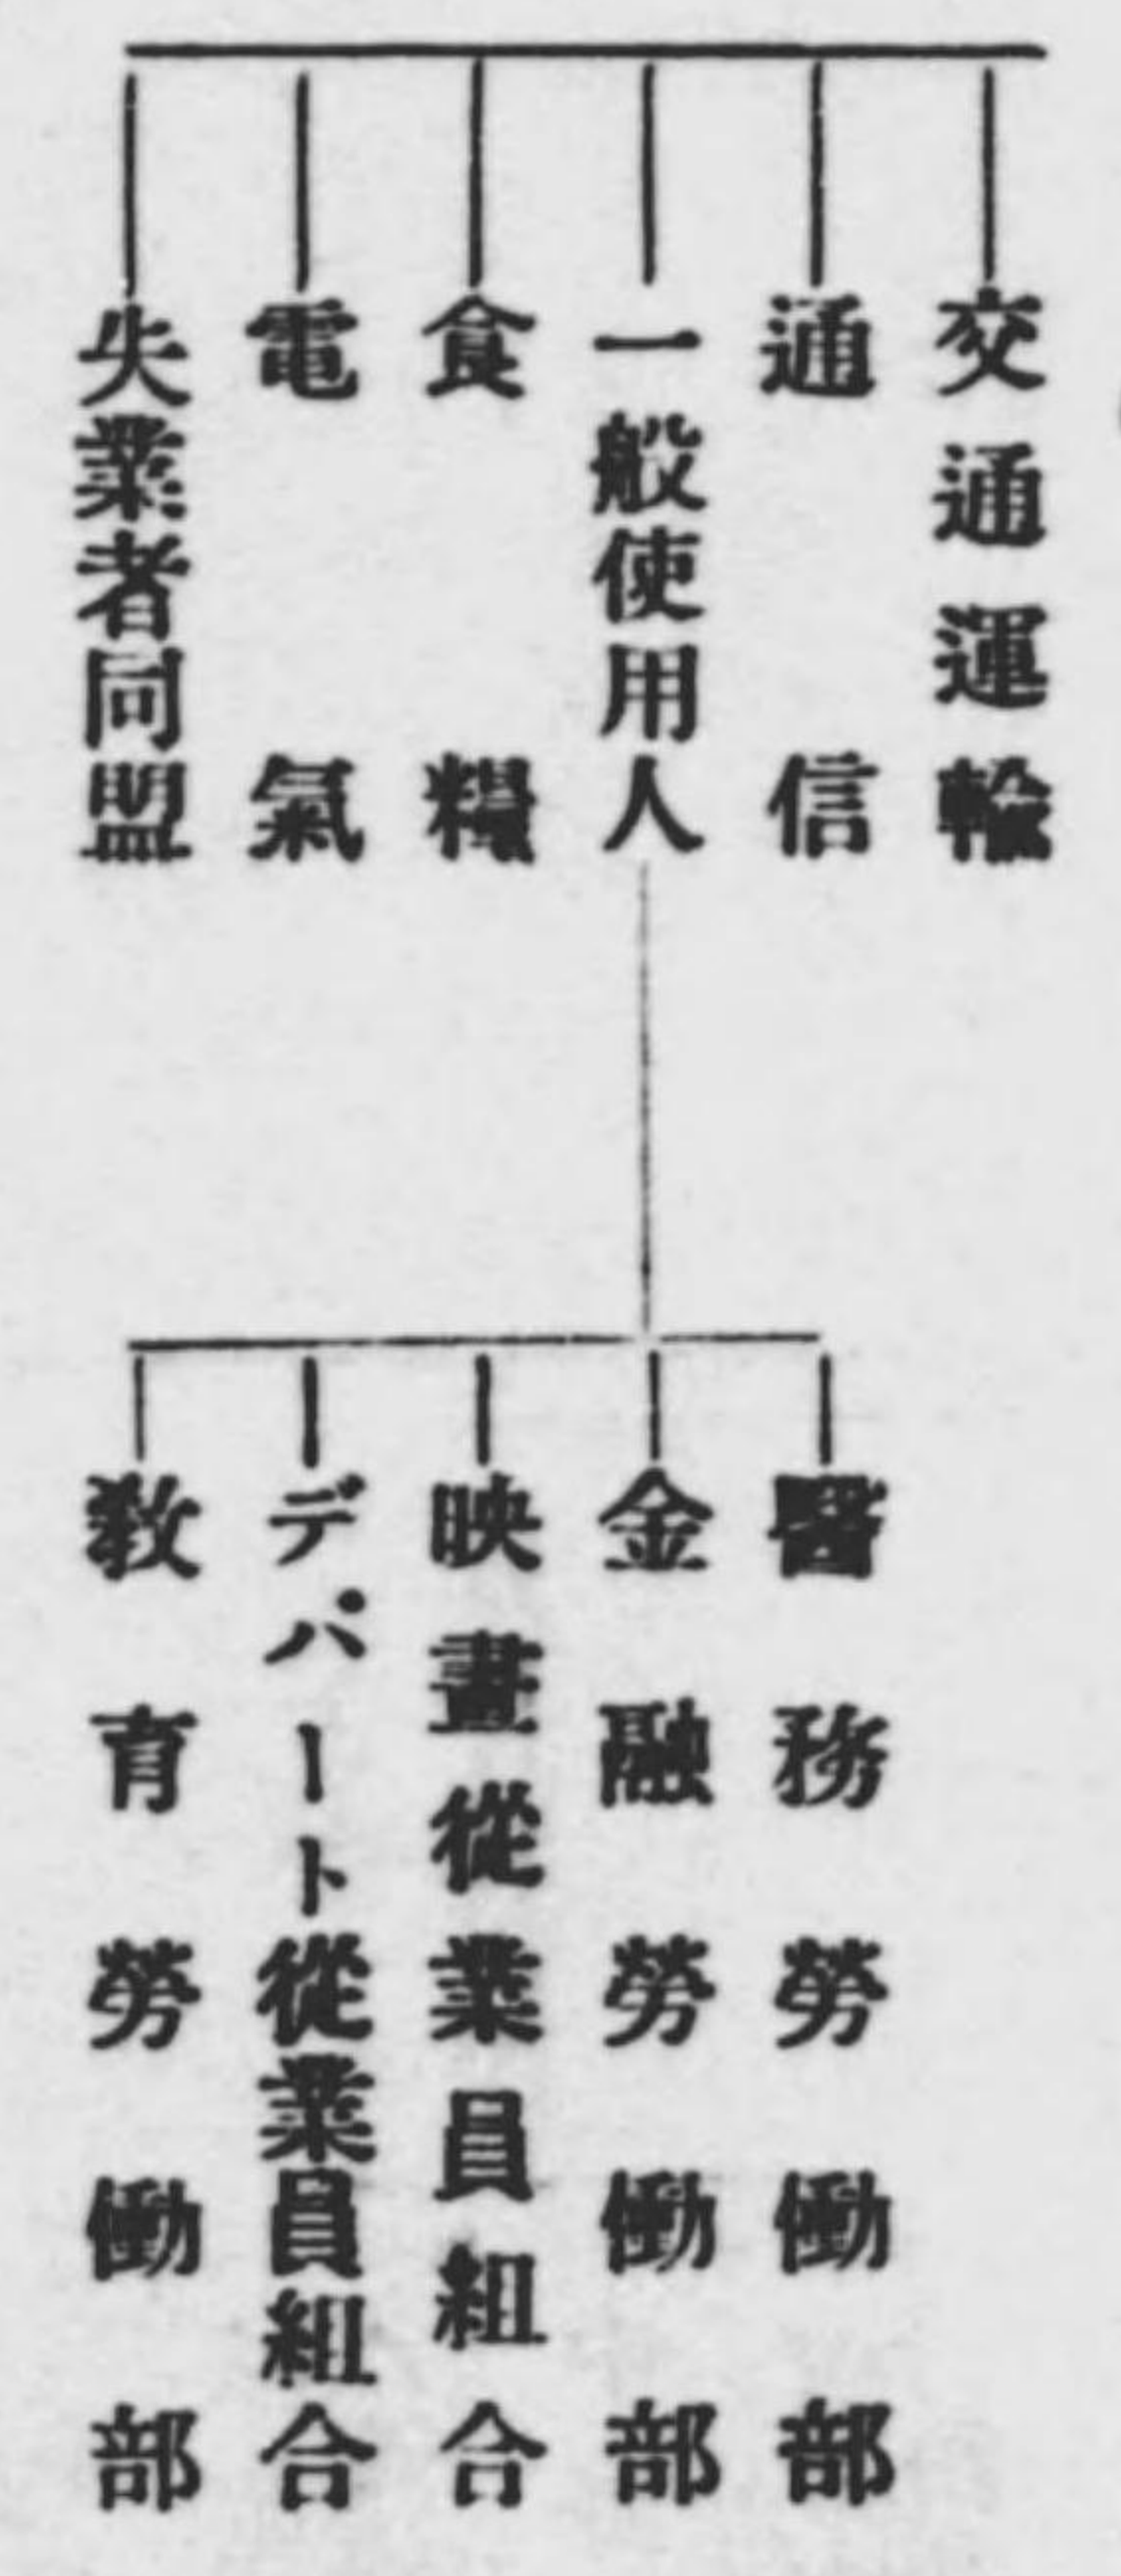 交通運輸
通信
一般使用人
食糧
電氣
失業者同盟
醫務勞働部
金融勞働部
映畫從業員組合
デパート從業員組合
敎育勞働部